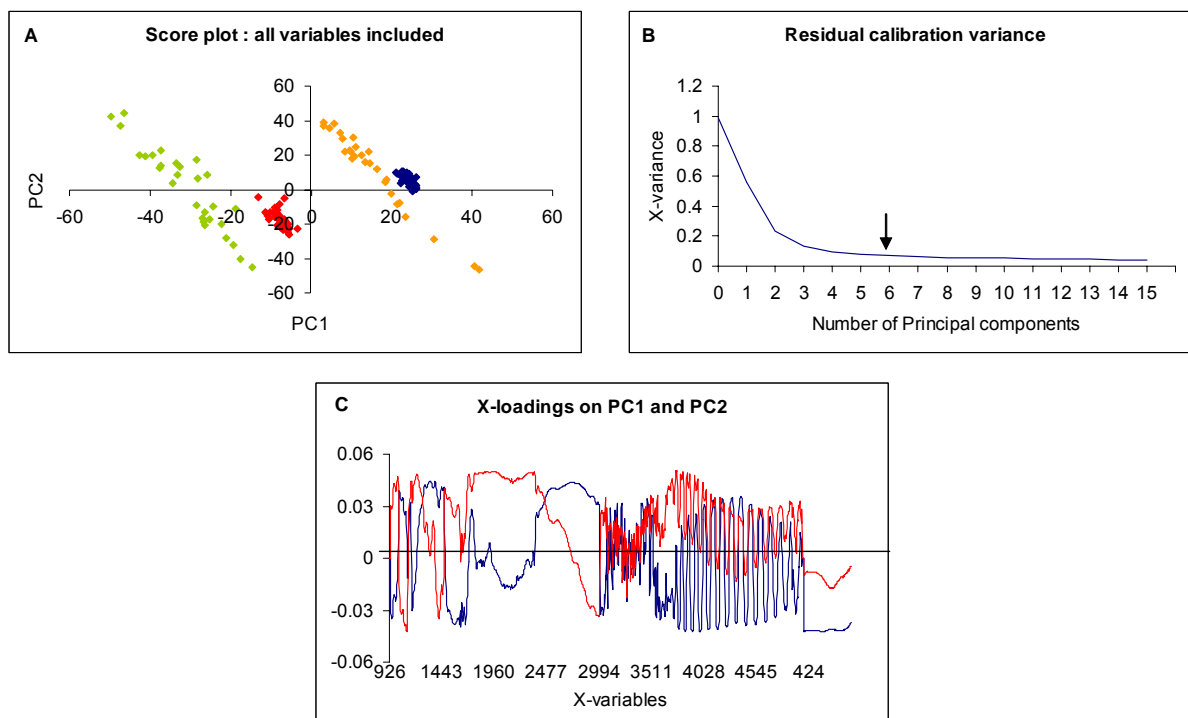 A
Score plot : all variables included
60
40
20
0
-20
-40
-60
-60 -40 -20 0 20 40 60
PC2
PC1
B
Residual calibration variance
1.2
1
0.8
0.6
0.4
0.2
0
0 1 2 3 4 5 6 7 8 9 10 11 12 13 14 15
X-variance
Number of Principal components
C
X-loadings on PC1 and PC2
0.06
0.03
0
-0.03
-0.06
926 1443 1960 2477 2994 3511 4028 4545 424
X-variables